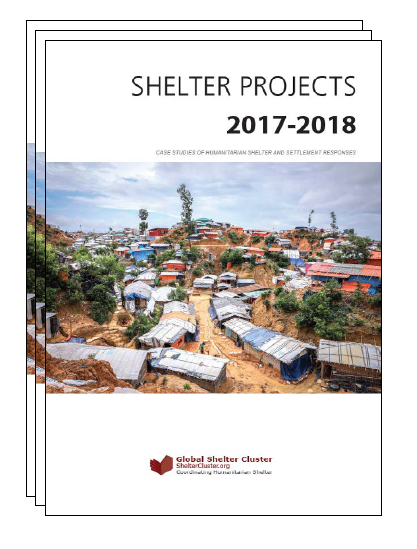 SHELTER PROJECTS
2017-2018
CASE STUDIES OF HUMANITARIAN SHELTER AND SETTLEMENT RESPONSES
Global Shelter Cluster
ShelterCluster.org
Coordinating Humanitarian Shelter